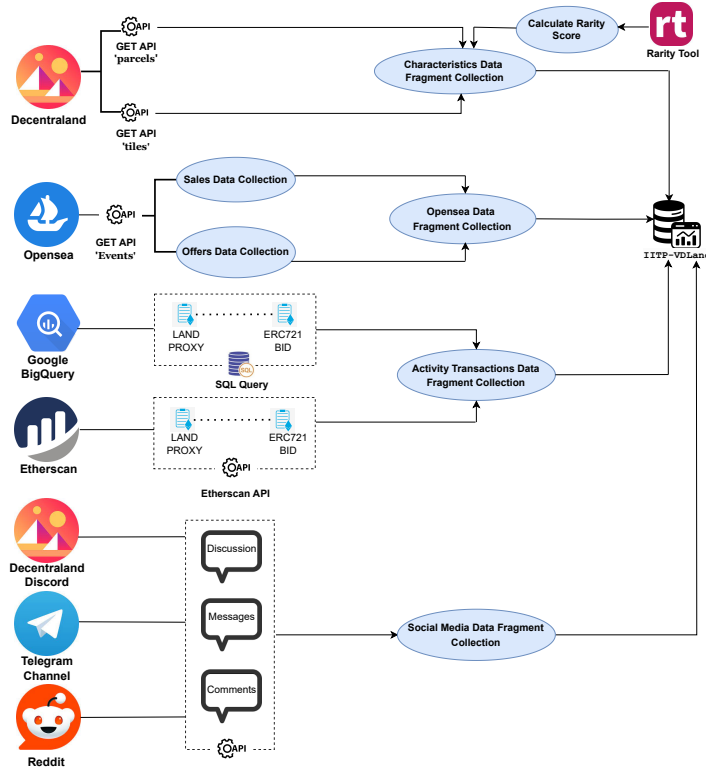 API
GET API
'parcels'
Decentraland
API
GET API
'tiles'
Calculate Rarity
Score
rt
Rarity Tool
Characteristics Data
Fragment Collection
Opensea
API
GET API
'Events'
Sales Data Collection
Offers Data Collection
Opensea Data
Fragment Collection
IITP-VDLand
Google
BigQuery
LAND
PROXY
ERC721
BID
SQL
SQL Query
Activity Transactions Data
Fragment Collection
Etherscan
LAND
PROXY
ERC721
BID
API
Etherscan API
Decentraland
Discord
Discussion
Telegram
Channel
Messages
Social Media Data Fragment
Collection
Reddit
Comments
API